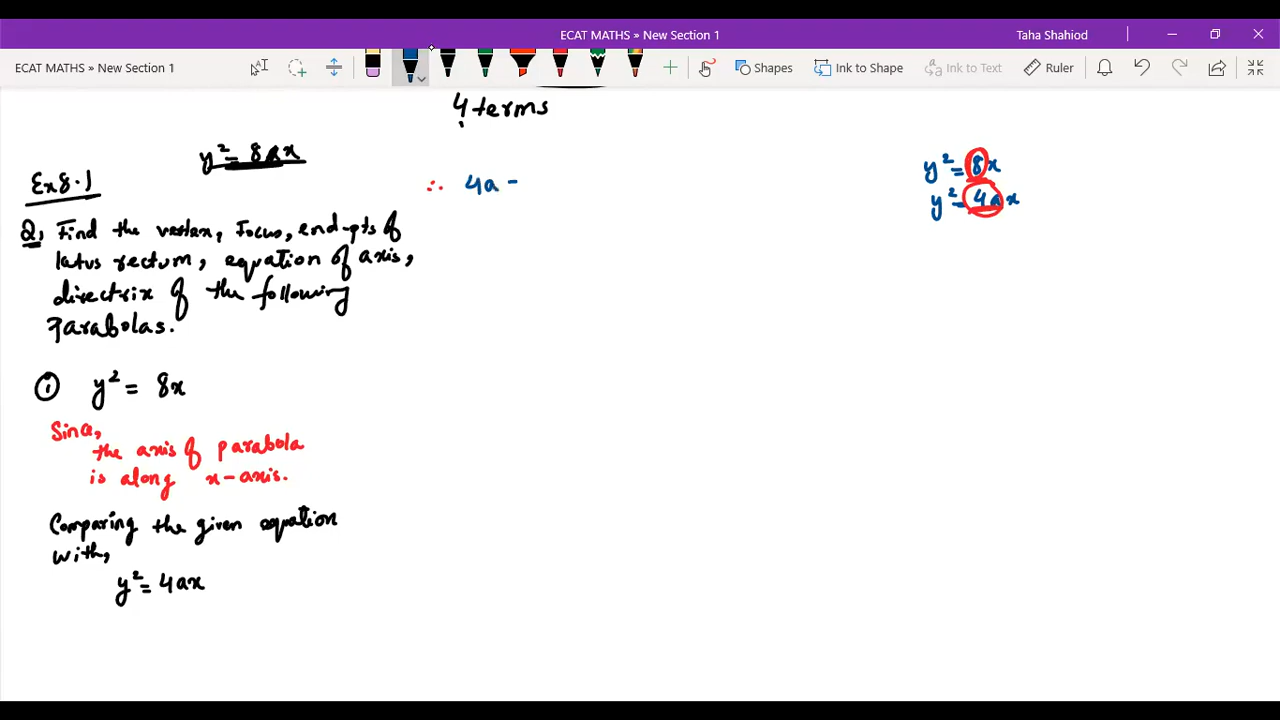 ECAT MATHS » New Section 1
Taha Shahiod
ECAT MATHS » New Section 1
Shapes
Ink to Shape
Ink to Text
Ruler
4 terms
y² = 8ax
Ex 8.1
Q, Find the vertex, Focus, end-pts of
latus rectum, equation of axis,
directrix of the following
Parabolas.
① y² = 8x
Since,
the axis of parabola
is along x-axis.
Comparing the given equation
with,
y² = 4ax
∴ 4a -
y² = 8x
y² = 4ax